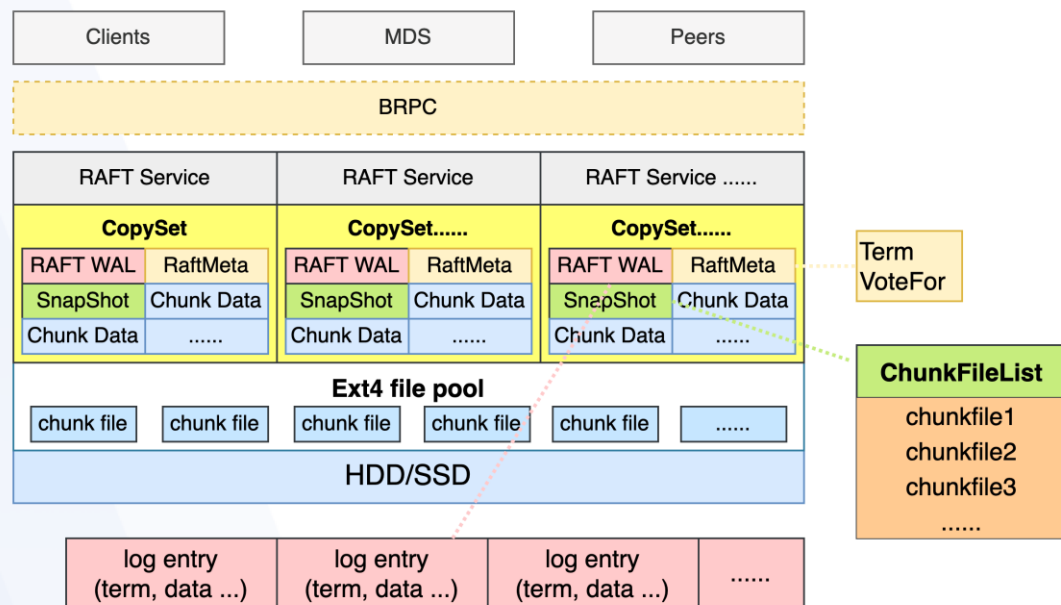 Clients MDS Peers
BRPC
RAFT Service RAFT Service RAFT Service ......
CopySet CopySet...... CopySet......
RAFT WAL RaftMeta RAFT WAL RaftMeta RAFT WAL RaftMeta
SnapShot Chunk Data SnapShot Chunk Data SnapShot Chunk Data
Chunk Data ...... Chunk Data ...... Chunk Data ......
Term
VoteFor
Ext4 file pool
chunk file chunk file chunk file chunk file chunk file ......
HDD/SSD
ChunkFileList
chunkfile1
chunkfile2
chunkfile3
......
log entry log entry log entry ......
(term, data ...) (term, data ...) (term, data ...)